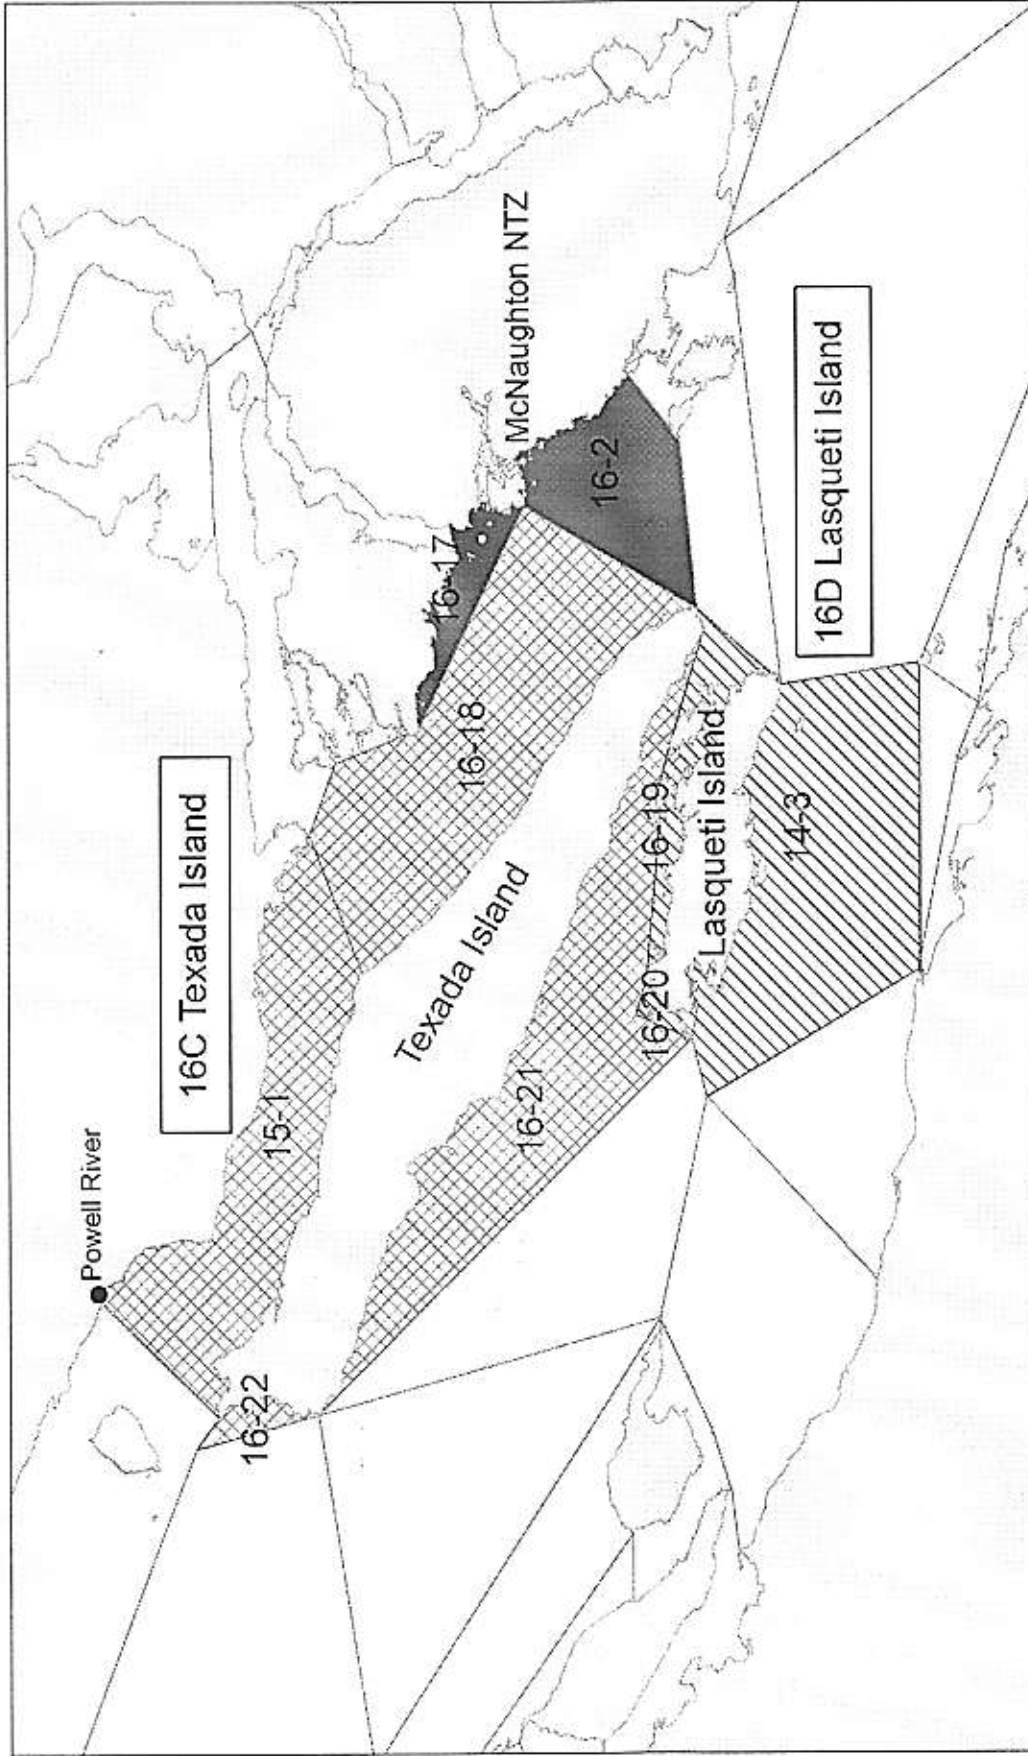 Powell River
16C Texada Island
15-1
16-22
16-17
16-18
McNaughton NTZ
16-2
Texada Island
16-21
16-20
16-19
Lasqueti Island
14-3
16D Lasqueti Island